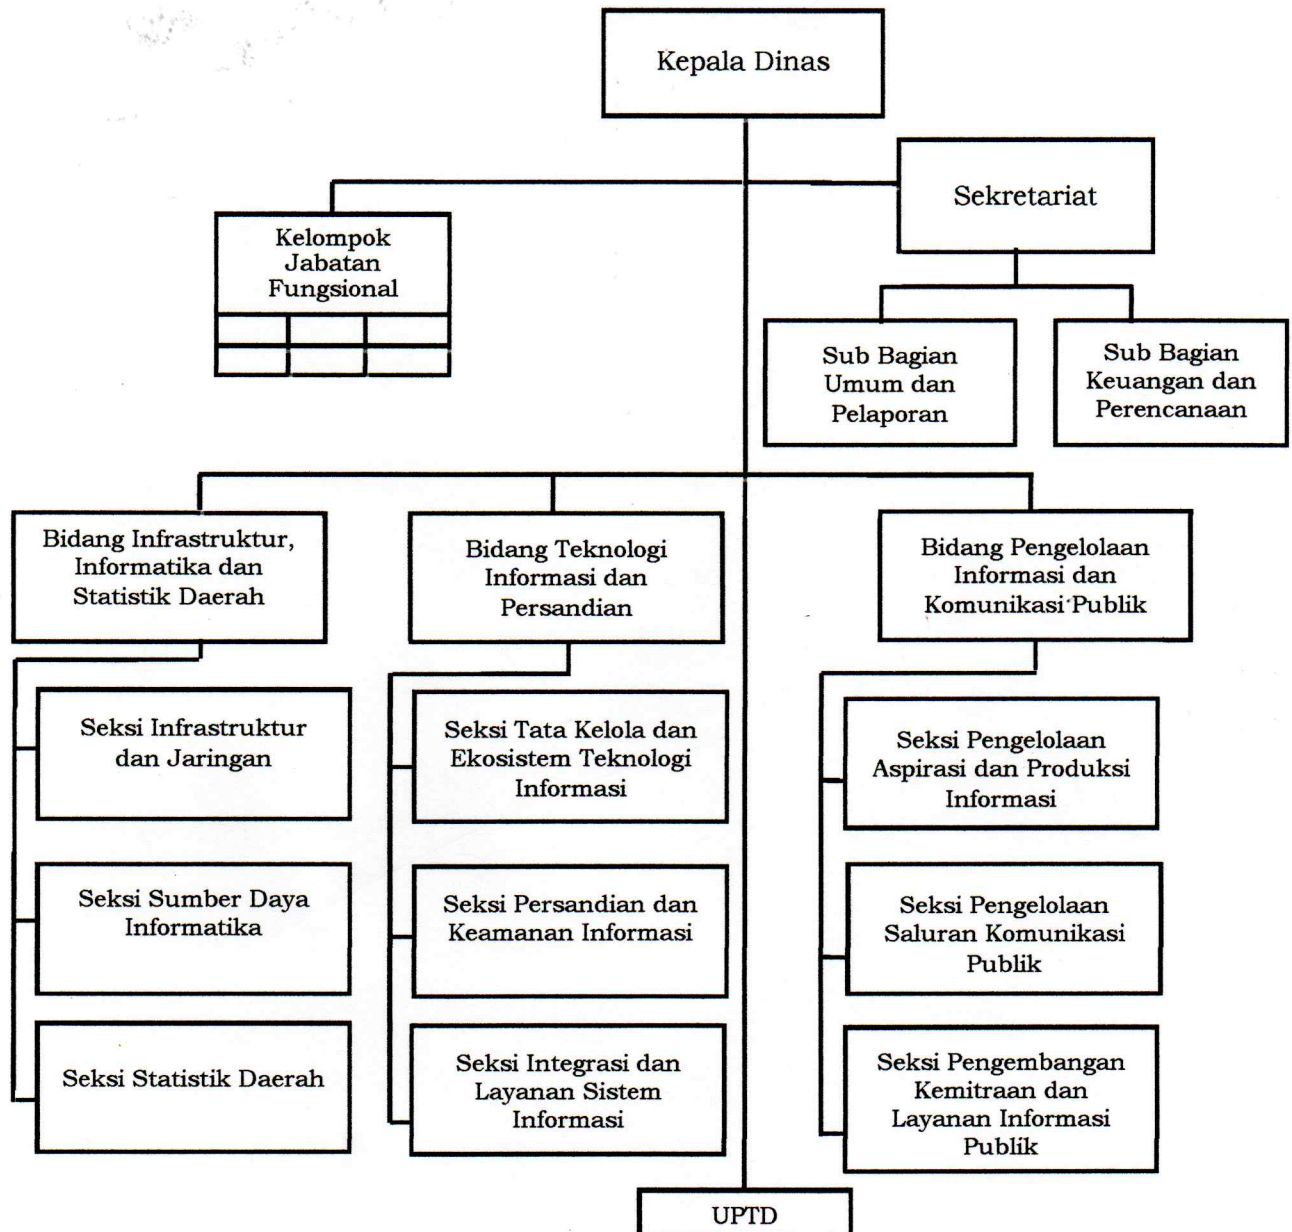 Kepala Dinas
Sekretariat
Kelompok
Jabatan
Fungsional
Sub Bagian
Umum dan
Pelaporan
Sub Bagian
Keuangan dan
Perencanaan
Bidang Infrastruktur,
Informatika dan
Statistik Daerah
Bidang Teknologi
Informasi dan
Persandian
Bidang Pengelolaan
Informasi dan
Komunikasi Publik
Seksi Infrastruktur
dan Jaringan
Seksi Sumber Daya
Informatika
Seksi Statistik Daerah
Seksi Tata Kelola dan
Ekosistem Teknologi
Informasi
Seksi Persandian dan
Keamanan Informasi
Seksi Integrasi dan
Layanan Sistem
Informasi
Seksi Pengelolaan
Aspirasi dan Produksi
Informasi
Seksi Pengelolaan
Saluran Komunikasi
Publik
Seksi Pengembangan
Kemitraan dan
Layanan Informasi
Publik
UPTD